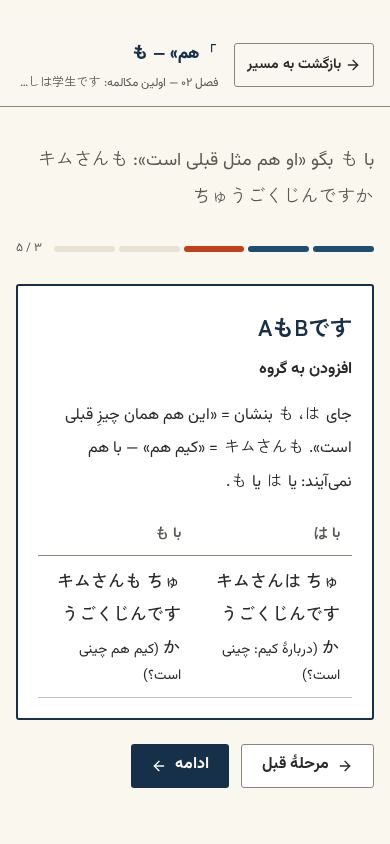 → بازگشت به مسیر
「 هم» — も
فصل ۰۲ — اولین مکالمه: しは学生です…
با も بگو «او هم مثل قبلی است»: キムさんも
ちゅうごくじんですか
۵ / ۳
AもBです
افزودن به گروه
جای は، も بنشان = «این هم همان چیزِ قبلی
است». キムさんも = «کیم هم» — با هم
نمی‌آیند: یا は یا も.
با は
با も
キムさんは ちゅ
うごくじんです
か (دربارهٔ کیم: چینی
است؟)
キムさんも ちゅ
うごくじんです
か (کیم هم چینی
است؟)
→ مرحلهٔ قبل
ادامه ←